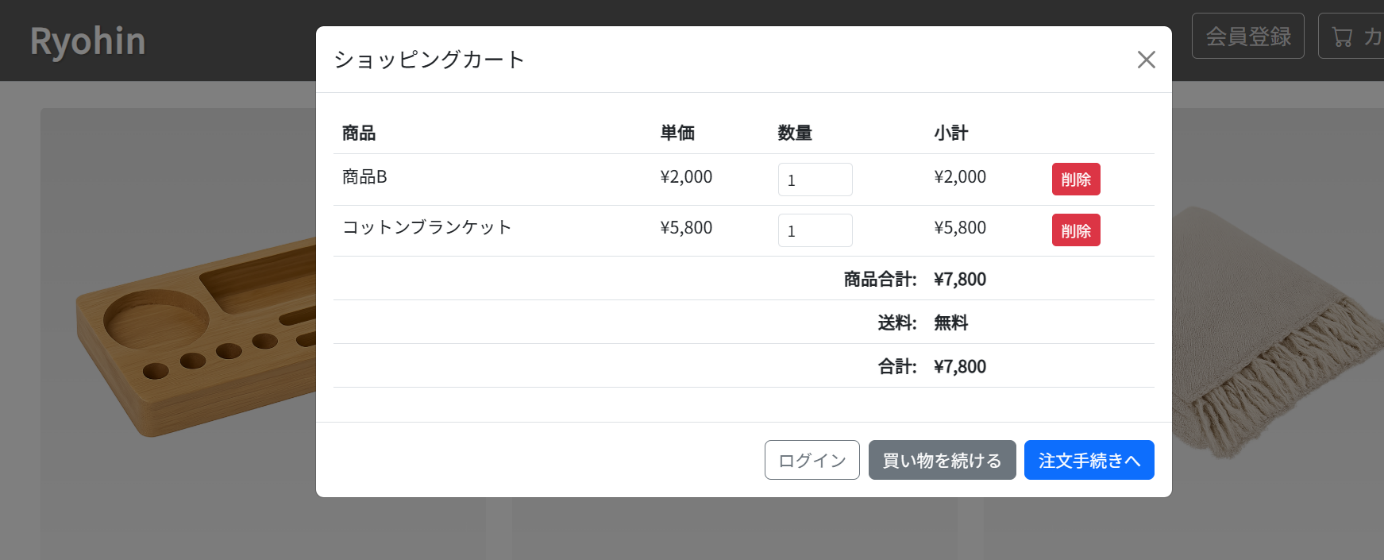 Ryohin
会員登録
カ
ショッピングカート
商品 単価 数量 小計
商品B ¥2,000 1 ¥2,000 削除
コットンブランケット ¥5,800 1 ¥5,800 削除
商品合計: ¥7,800
送料: 無料
合計: ¥7,800
ログイン 買い物を続ける 注文手続きへ